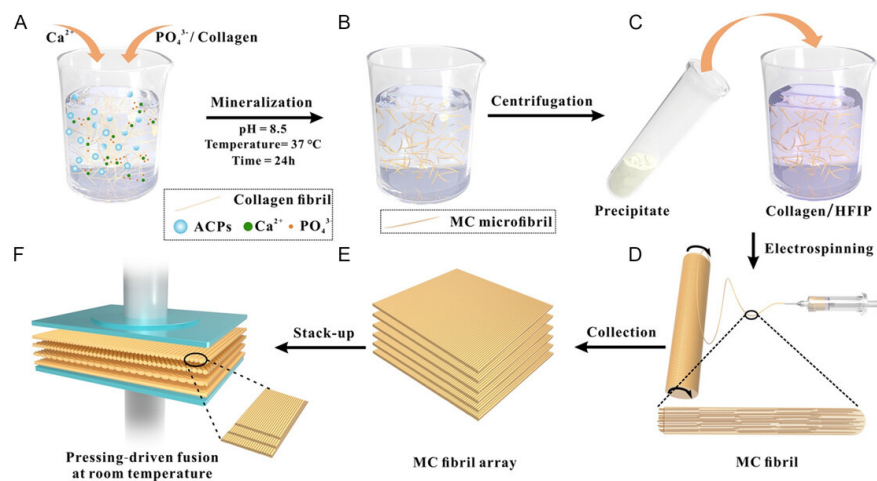 A
Ca²⁺
PO₄³⁻/ Collagen
Mineralization
pH = 8.5
Temperature= 37 °C
Time = 24h
Collagen fibril
ACPs
Ca²⁺
PO₄³
B
Centrifugation
MC microfibril
C
Precipitate
Collagen/HFIP
Electrospinning
D
Collection
MC fibril
E
Stack-up
MC fibril array
F
Pressing-driven fusion
at room temperature